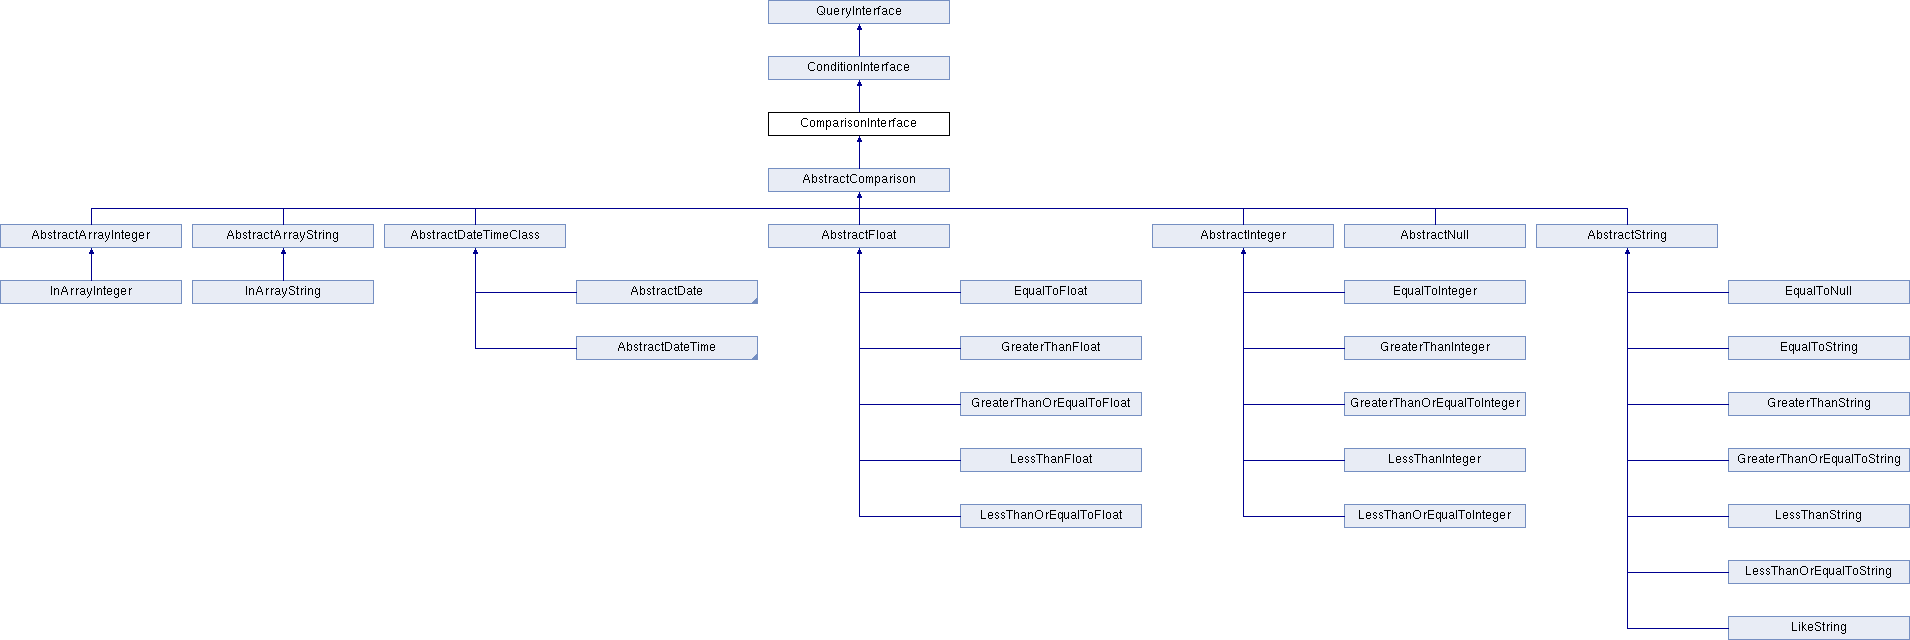 QueryInterface
ConditionInterface
ComparisonInterface
AbstractComparison
AbstractArrayInteger
AbstractArrayString
AbstractDateTimeClass
AbstractFloat
AbstractInteger
AbstractNull
AbstractString
InArrayInteger
InArrayString
AbstractDate
EqualToFloat
EqualToInteger
EqualToNull
AbstractDateTime
GreaterThanFloat
GreaterThanInteger
EqualToString
GreaterThanOrEqualToFloat
GreaterThanOrEqualToInteger
GreaterThanString
LessThanFloat
LessThanInteger
GreaterThanOrEqualToString
LessThanOrEqualToFloat
LessThanOrEqualToInteger
LessThanString
LessThanOrEqualToString
LikeString